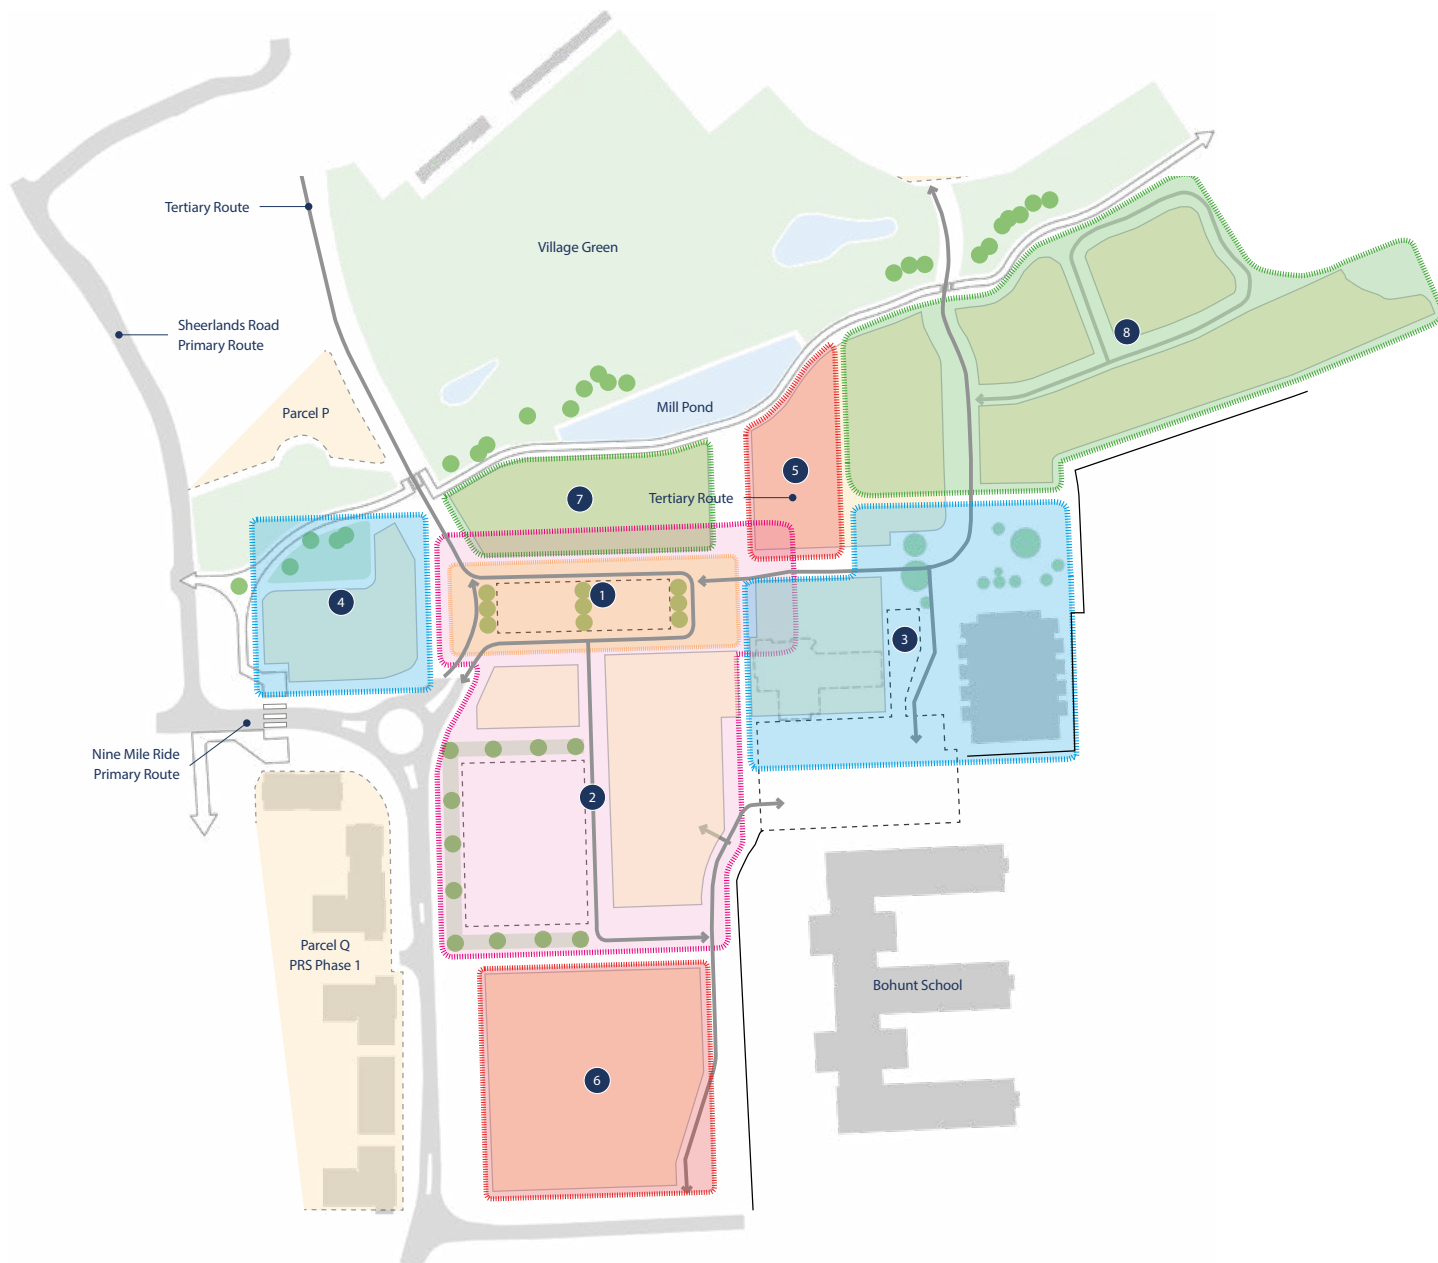 Tertiary Route
Village Green
Sheerlands Road
Primary Route
8
Parcel P
Mill Pond
5
7
Tertiary Route
1
4
3
Nine Mile Ride
Primary Route
2
Parcel Q
PRS Phase 1
Bohunt School
6